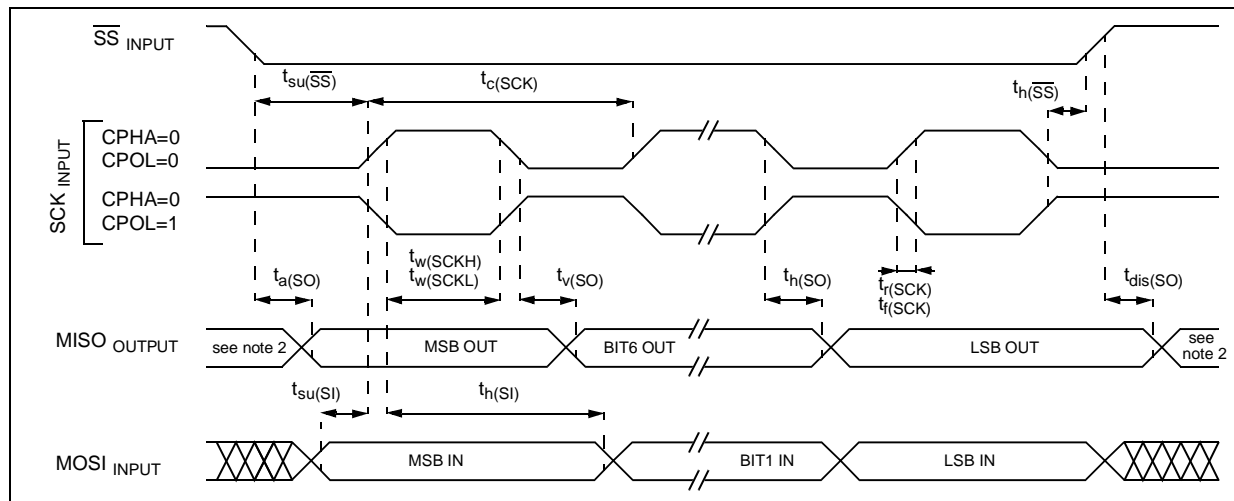 SS INPUT
tsu(SS)
tc(SCK)
th(SS)
SCK INPUT
CPHA=0
CPOL=0
CPHA=0
CPOL=1
ta(SO)
tw(SCKH)
tw(SCKL)
tv(SO)
th(SO)
tr(SCK)
tf(SCK)
tdis(SO)
MISO OUTPUT
see note 2
MSB OUT
BIT6 OUT
LSB OUT
see
note 2
tsu(SI)
th(SI)
MOSI INPUT
MSB IN
BIT1 IN
LSB IN